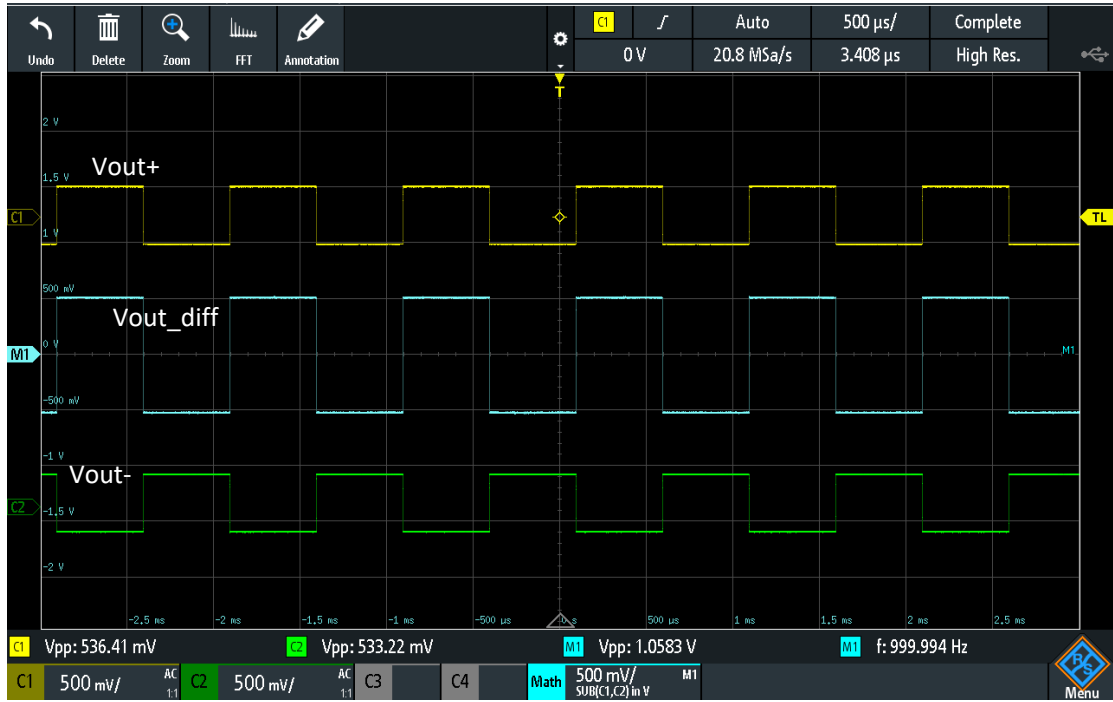 C1 Auto 500 µs/ Complete
Undo Delete Zoom FFT Annotation 0 V 20.8 MSa/s 3.408 µs High Res.
T
2 V
Vout+
1.5 V
C1 TL
1 V
500 mV
Vout_diff
M1 0 V M1
-500 mV
-1 V
Vout-
C2 -1.5 V
-2 V
-2.5 ms -2 ms -1.5 ms -1 ms -500 µs 0 s 500 µs 1 ms 1.5 ms 2 ms 2.5 ms
C1 Vpp: 536.41 mV C2 Vpp: 533.22 mV M1 Vpp: 1.0583 V M1 f: 999.994 Hz
C1 500 mV/ AC 1:1 C2 500 mV/ AC 1:1 C3 C4 Math 500 mV/ M1
SUB(C1,C2) in V
R&S
Menu